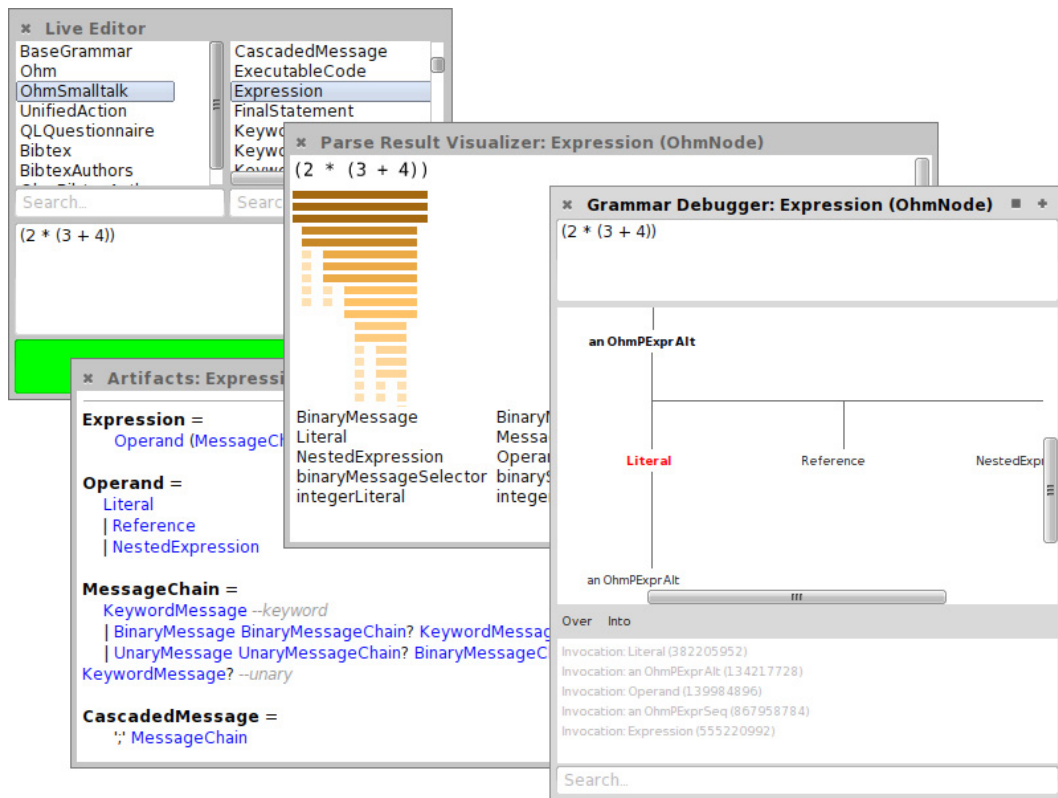 Live Editor
BaseGrammar
Ohm
OhmSmalltalk
UnifiedAction
QLQuestionnaire
Bibtex
BibtexAuthors
Search...
CascadedMessage
ExecutableCode
Expression
FinalStatement
(2 * (3 + 4))
Parse Result Visualizer: Expression (OhmNode)
(2 * (3 + 4))
BinaryMessage
Literal
NestedExpression
binaryMessageSelector
integerLiteral
Grammar Debugger: Expression (OhmNode)
(2 * (3 + 4))
an OhmPExprAlt
Literal Reference
an OhmPExprAlt
Over Into
Invocation: Literal (382205952)
Invocation: an OhmPExprAlt (134217728)
Invocation: Operand (139984896)
Invocation: an OhmPExprSeq (867958784)
Invocation: Expression (555220992)
Search...
Artifacts:
Expression =
Operand (
Operand =
Literal
| Reference
| NestedExpression
MessageChain =
KeywordMessage --keyword
| BinaryMessage BinaryMessageChain?
| UnaryMessage UnaryMessageChain?
KeywordMessage? --unary
CascadedMessage =
';' MessageChain